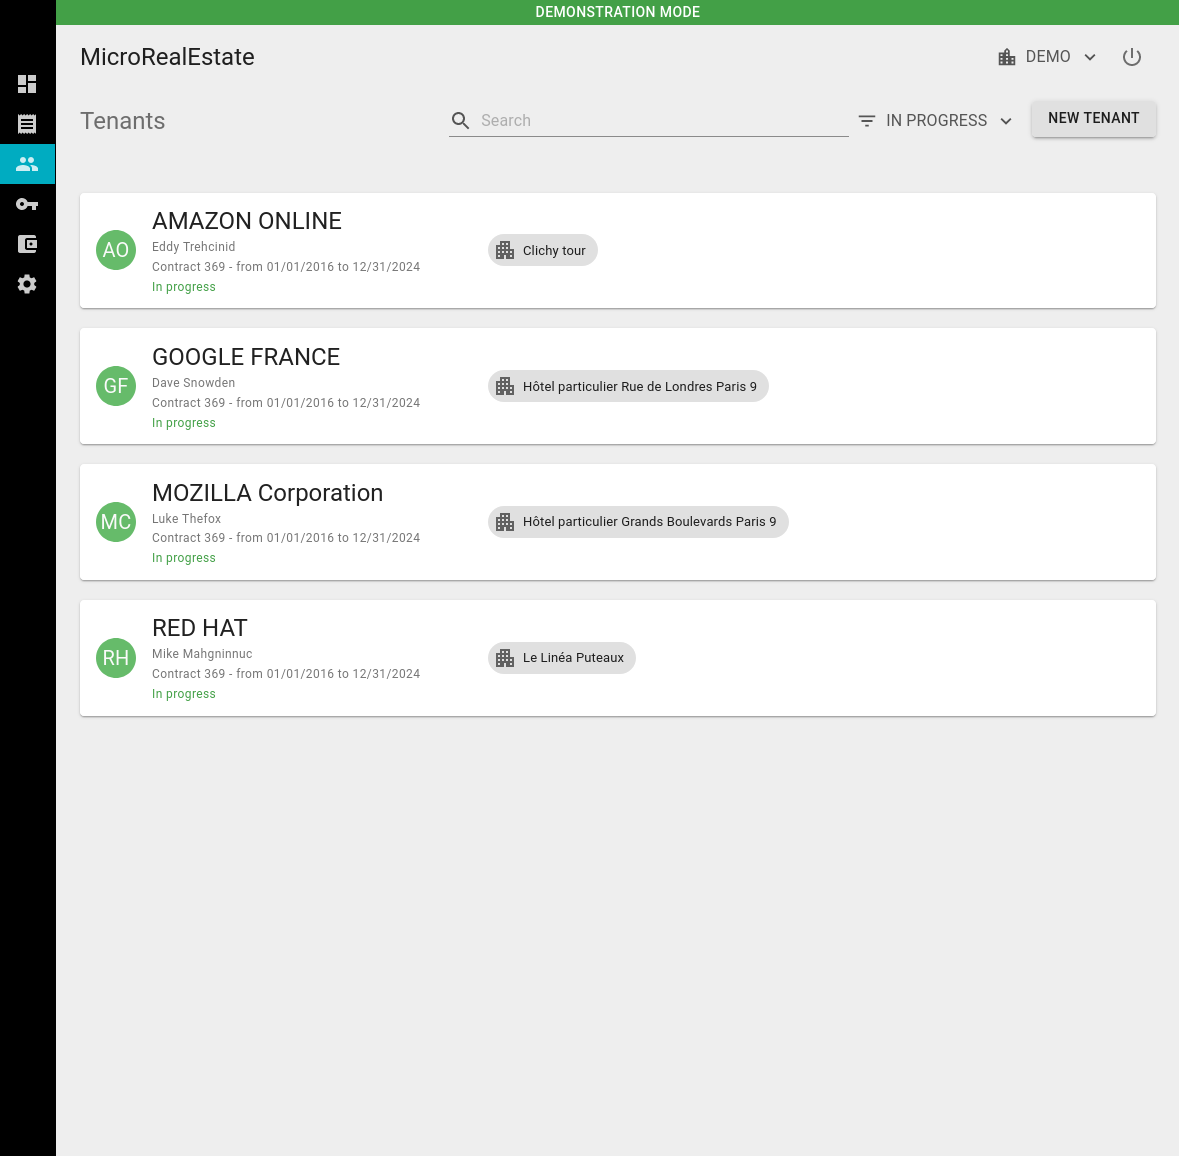 DEMONSTRATION MODE
MicroRealEstate
DEMO
Tenants
Search
IN PROGRESS
NEW TENANT
AO
AMAZON ONLINE
Eddy Trehcinid
Contract 369 - from 01/01/2016 to 12/31/2024
In progress
Clichy tour
GF
GOOGLE FRANCE
Dave Snowden
Contract 369 - from 01/01/2016 to 12/31/2024
In progress
Hôtel particulier Rue de Londres Paris 9
MC
MOZILLA Corporation
Luke Thefox
Contract 369 - from 01/01/2016 to 12/31/2024
In progress
Hôtel particulier Grands Boulevards Paris 9
RH
RED HAT
Mike Mahgninnuc
Contract 369 - from 01/01/2016 to 12/31/2024
In progress
Le Linéa Puteaux